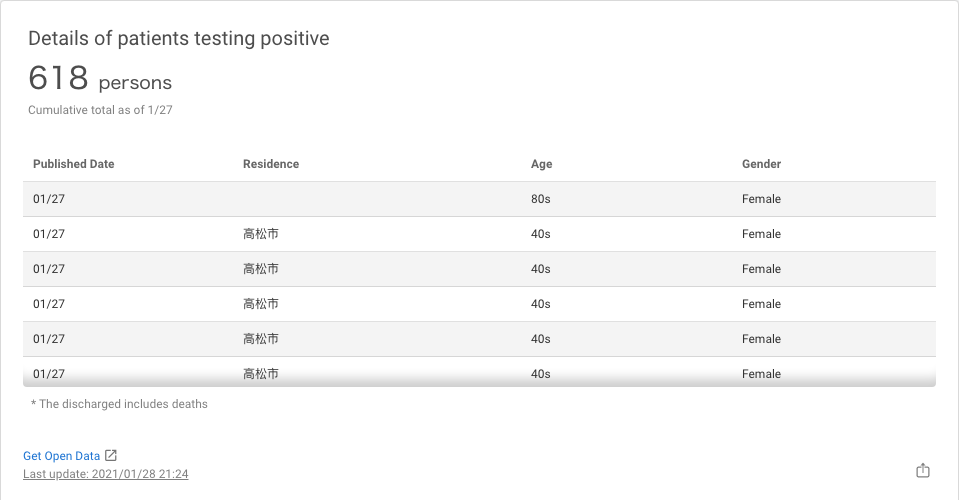 Details of patients testing positive
618 persons
Cumulative total as of 1/27
Published Date Residence Age Gender
01/27 80s Female
01/27 高松市 40s Female
01/27 高松市 40s Female
01/27 高松市 40s Female
01/27 高松市 40s Female
01/27 高松市 40s Female
* The discharged includes deaths
Get Open Data
Last update: 2021/01/28 21:24